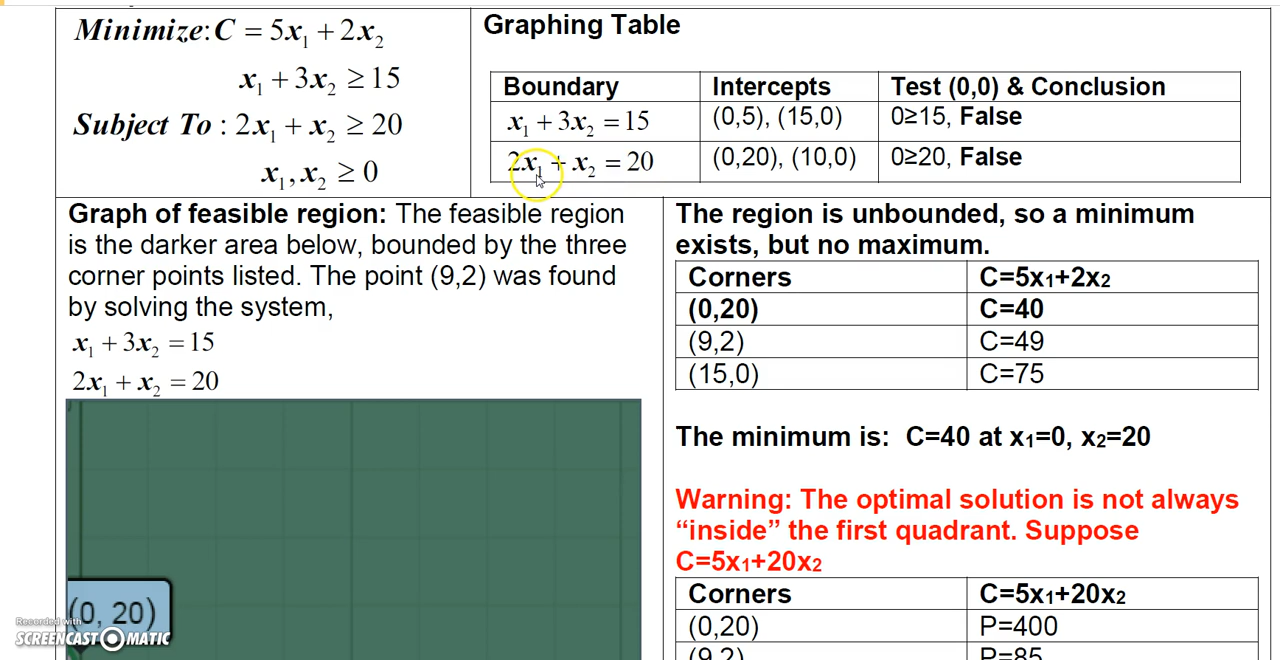 Minimize: C = 5x₁ + 2x₂
x₁ + 3x₂ ≥ 15
Subject To : 2x₁ + x₂ ≥ 20
x₁, x₂ ≥ 0
Graphing Table
Boundary Intercepts Test (0,0) & Conclusion
x₁ + 3x₂ = 15 (0,5), (15,0) 0≥15, False
2x₁ + x₂ = 20 (0,20), (10,0) 0≥20, False
Graph of feasible region: The feasible region
is the darker area below, bounded by the three
corner points listed. The point (9,2) was found
by solving the system,
x₁ + 3x₂ = 15
2x₁ + x₂ = 20
(0, 20)
Recorded with
SCREENCAST-O-MATIC
The region is unbounded, so a minimum
exists, but no maximum.
Corners C=5x₁+2x₂
(0,20) C=40
(9,2) C=49
(15,0) C=75
The minimum is: C=40 at x₁=0, x₂=20
Warning: The optimal solution is not always
“inside” the first quadrant. Suppose
C=5x₁+20x₂
Corners C=5x₁+20x₂
(0,20) P=400
(9,2) P=85